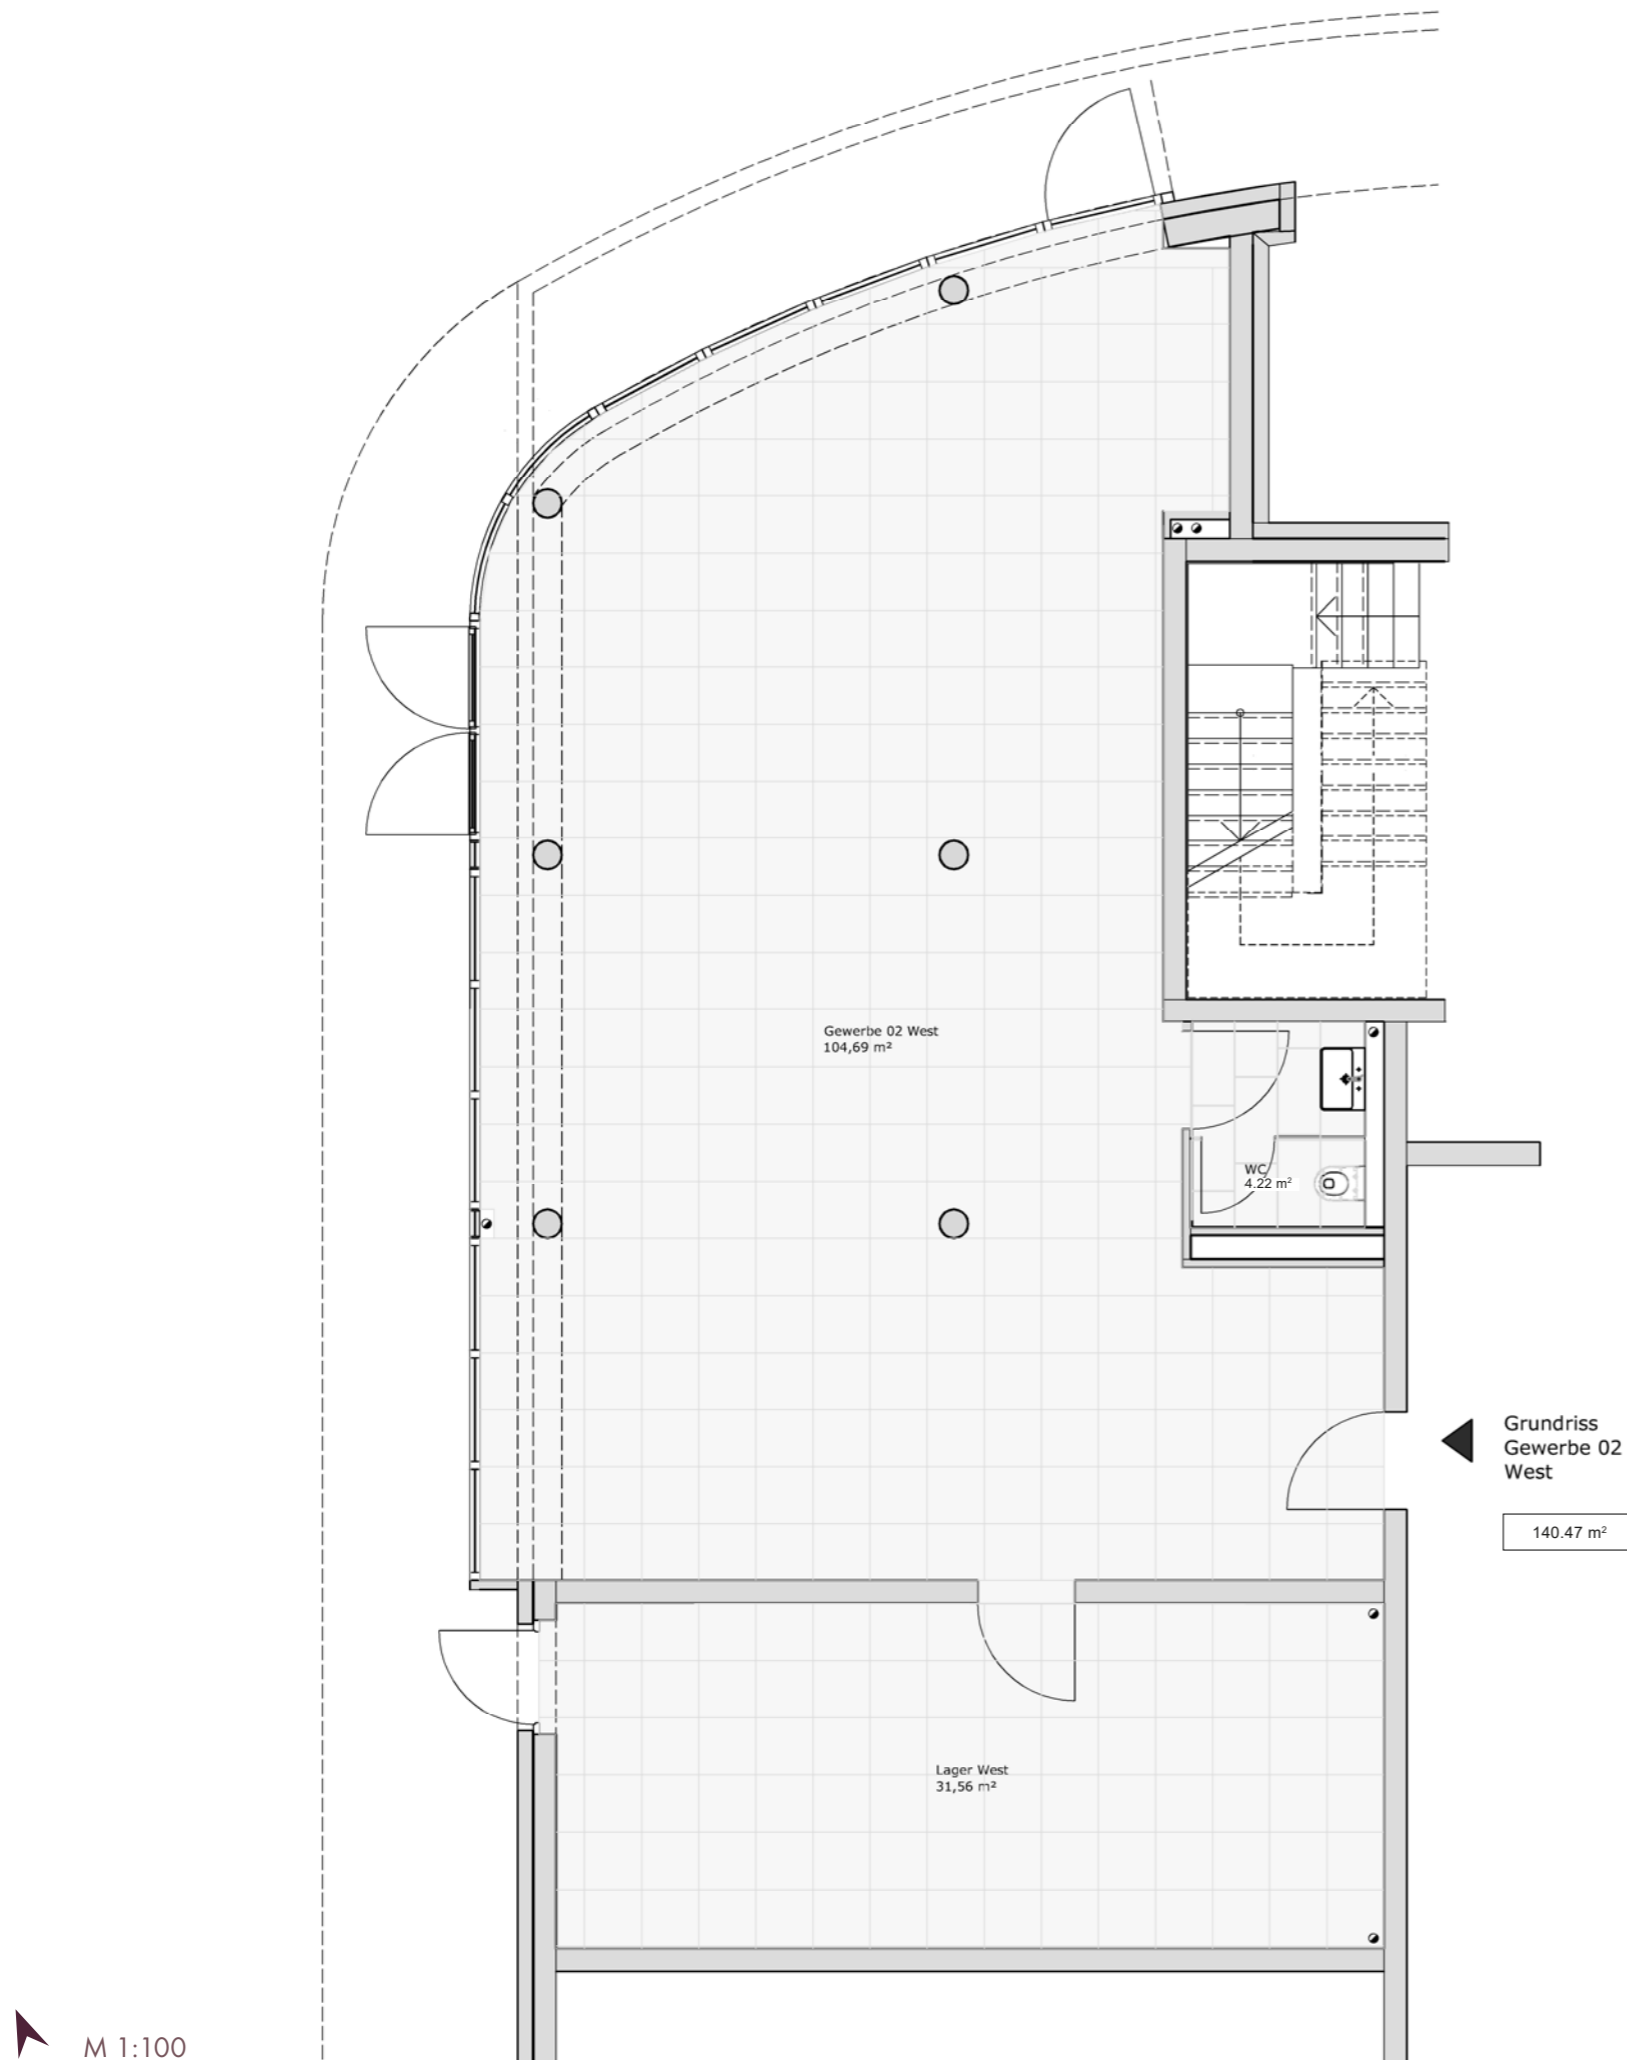 Gewerbe 02 West
104,69 m²
WC
4.22 m²
Grundriss
Gewerbe 02
West
140.47 m²
Lager West
31,56 m²
M 1:100